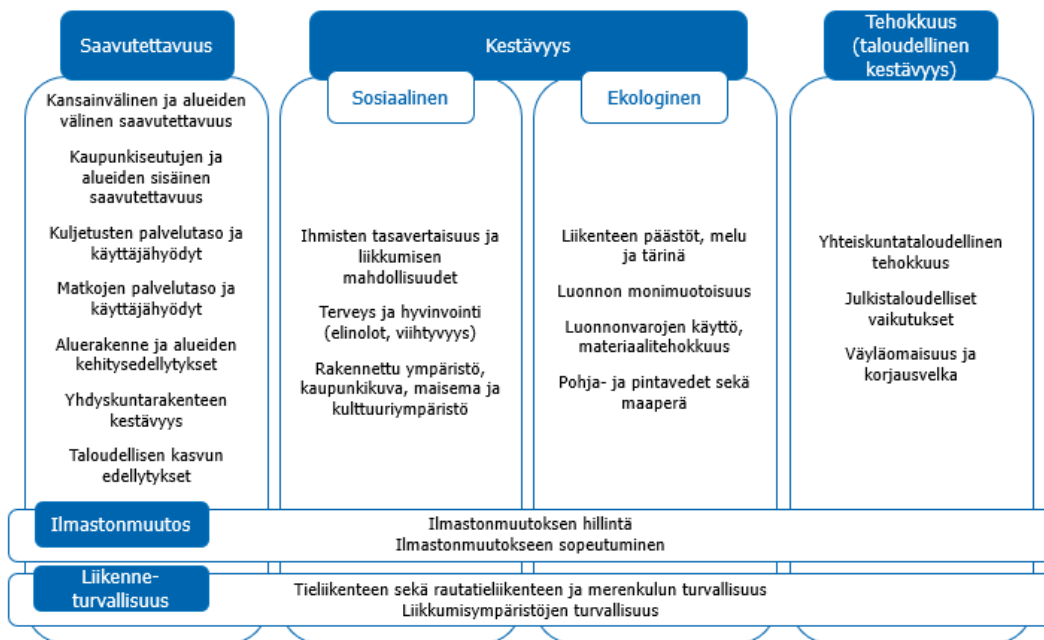 Saavutettavuus
Kansainvälinen ja alueiden
välinen saavutettavuus
Kaupunkiseutujen ja
alueiden sisäinen
saavutettavuus
Kuljetusten palvelutaso ja
käyttäjähyödyt
Matkojen palvelutaso ja
käyttäjähyödyt
Aluerakenne ja alueiden
kehitysedellytykset
Yhdyskuntarakenteen
kestävyys
Taloudellisen kasvun
edellytykset
Kestävyys
Sosiaalinen
Ihmisten tasavertaisuus ja
liikkumisen
mahdollisuudet
Terveys ja hyvinvointi
(elinolot, viihtyvyys)
Rakennettu ympäristö,
kaupunkikuva, maisema ja
kulttuuriympäristö
Ekologinen
Liikenteen päästöt, melu
ja tärinä
Luonnon monimuotoisuus
Luonnonvarojen käyttö,
materiaalitehokkuus
Pohja- ja pintavedet sekä
maaperä
Tehokkuus
(taloudellinen
kestävyys)
Yhteiskuntataloudellinen
tehokkuus
Julkistaloudelliset
vaikutukset
Väyläomaisuus ja
korjausvelka
Ilmastonmuutos
Ilmastonmuutoksen hillintä
Ilmastonmuutokseen sopeutuminen
Liikenne-
turvallisuus
Tieliikenteen sekä rautatieliikenteen ja merenkulun turvallisuus
Liikkumisympäristöjen turvallisuus